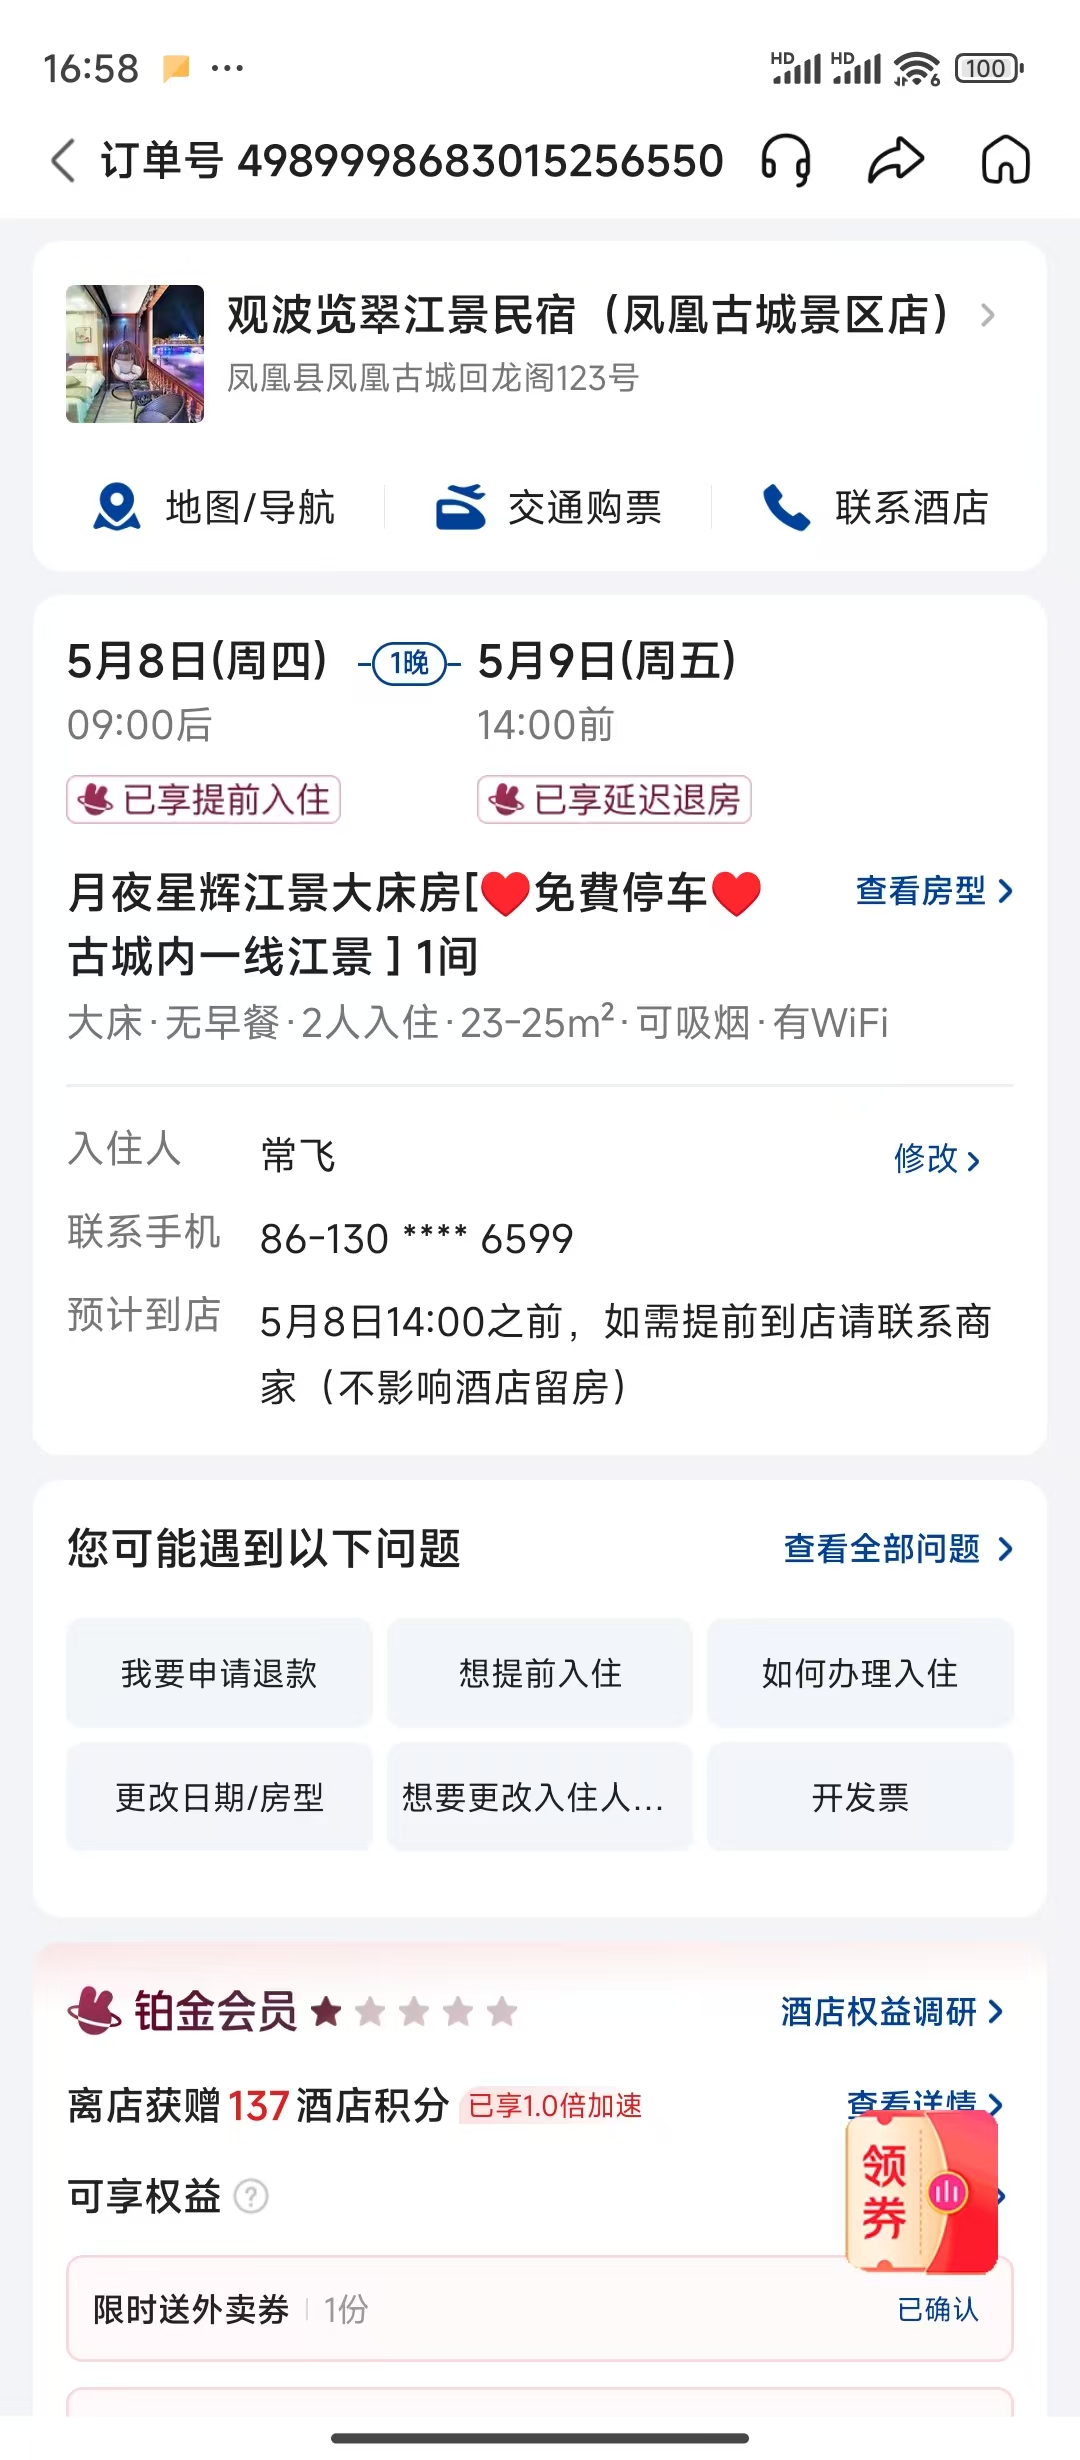 16:58
HD HD 6 100
订单号 4989998683015256550
观波览翠江景民宿（凤凰古城景区店）
凤凰县凤凰古城回龙阁123号
地图/导航 交通购票 联系酒店
5月8日(周四) 1晚 5月9日(周五)
09:00后 14:00前
已享提前入住 已享延迟退房
月夜星辉江景大床房[❤️免費停车❤️ 查看房型
古城内一线江景 ] 1间
大床·无早餐·2人入住·23-25m²·可吸烟·有WiFi
入住人 常飞 修改
联系手机 86-130 **** 6599
预计到店 5月8日14:00之前，如需提前到店请联系商
家（不影响酒店留房）
您可能遇到以下问题 查看全部问题
我要申请退款 想提前入住 如何办理入住
更改日期/房型 想要更改入住人... 开发票
铂金会员 酒店权益调研
离店获赠137酒店积分 已享1.0倍加速 查看详情
可享权益 ?
领券
限时送外卖券 1份 已确认